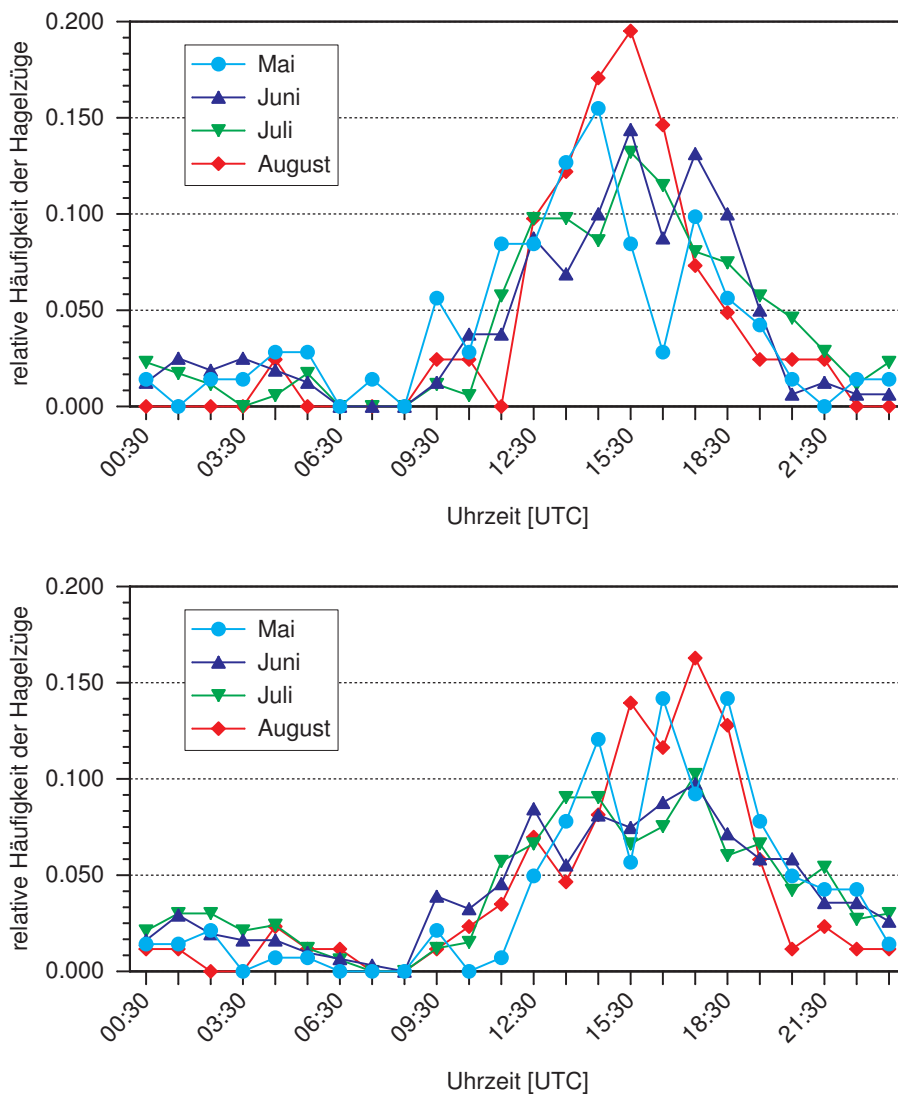 relative Häufigkeit der Hagelzüge
0.200
0.150
0.100
0.050
0.000
Mai
Juni
Juli
August
00:30
03:30
06:30
09:30
12:30
15:30
18:30
21:30
Uhrzeit [UTC]
relative Häufigkeit der Hagelzüge
0.200
0.150
0.100
0.050
0.000
Mai
Juni
Juli
August
00:30
03:30
06:30
09:30
12:30
15:30
18:30
21:30
Uhrzeit [UTC]